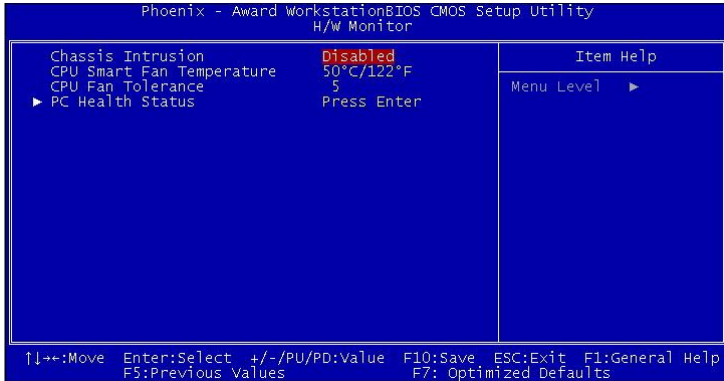 Phoenix - Award WorkstationBIOS CMOS Setup Utility
H/W Monitor
Chassis Intrusion Disabled
CPU Smart Fan Temperature 50°C/122°F
CPU Fan Tolerance 5
▶ PC Health Status Press Enter
Item Help
Menu Level ▶
↑↓→←:Move Enter:Select +/-/PU/PD:Value F10:Save ESC:Exit F1:General Help
F5:Previous Values F7: Optimized Defaults